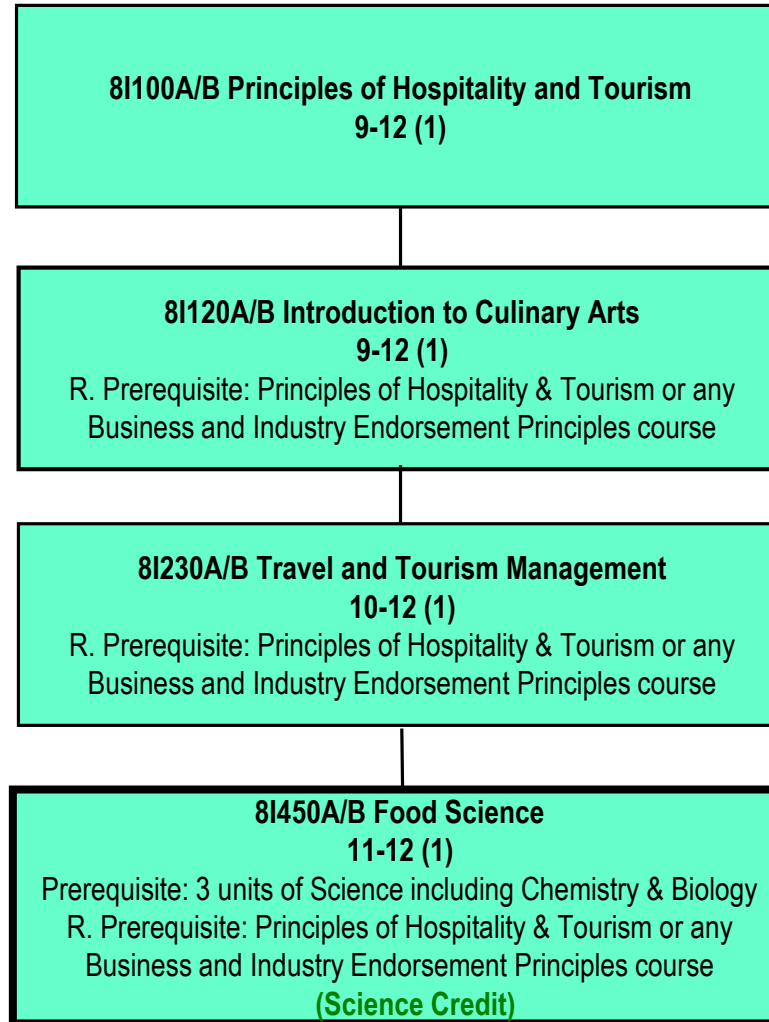 8I100A/B Principles of Hospitality and Tourism
9-12 (1)
8I120A/B Introduction to Culinary Arts
9-12 (1)
R. Prerequisite: Principles of Hospitality & Tourism or any
Business and Industry Endorsement Principles course
8I230A/B Travel and Tourism Management
10-12 (1)
R. Prerequisite: Principles of Hospitality & Tourism or any
Business and Industry Endorsement Principles course
8I450A/B Food Science
11-12 (1)
Prerequisite: 3 units of Science including Chemistry & Biology
R. Prerequisite: Principles of Hospitality & Tourism or any
Business and Industry Endorsement Principles course
(Science Credit)